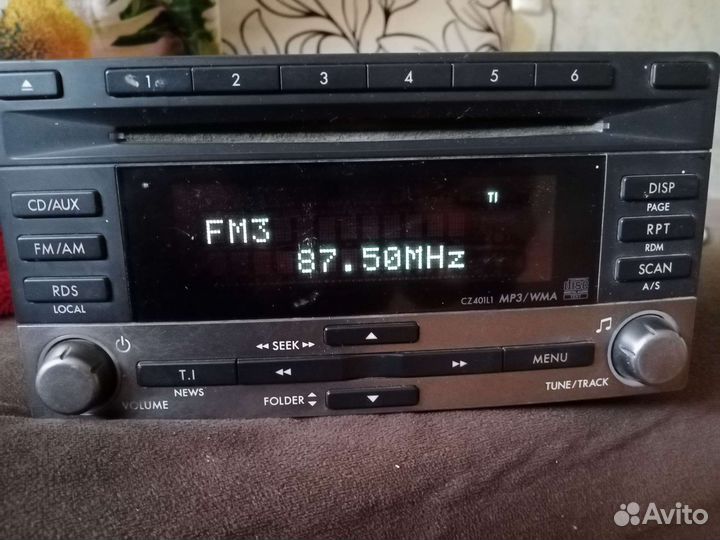 1 2 3 4 5 6
CD/AUX
FM/AM
RDS
LOCAL
TI
FM3
87.50MHz
CZ401L1 MP3/WMA
DISP
PAGE
RPT
RDM
SCAN
A/S
SEEK
T.I
NEWS
MENU
VOLUME
FOLDER
TUNE/TRACK
Avito